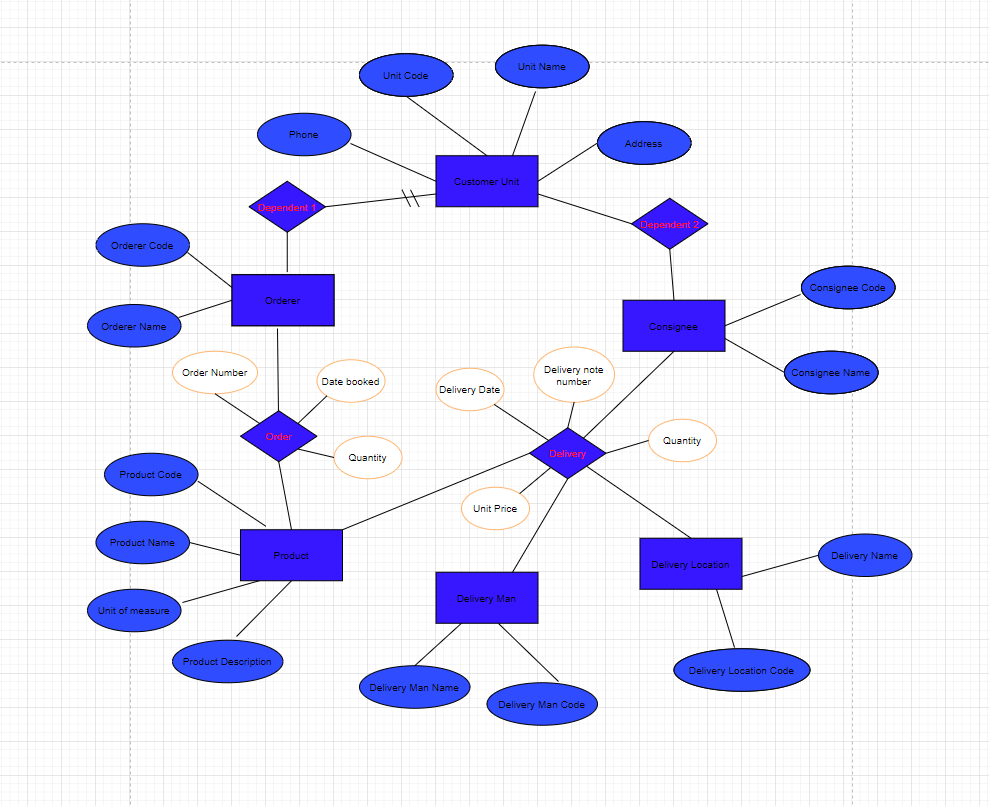 Unit Name
Unit Code
Phone
Address
Customer Unit
Dependent 1
Dependent 2
Orderer Code
Consignee Code
Orderer
Orderer Name
Consignee
Order Number
Date booked
Delivery note
number
Consignee Name
Delivery Date
Order
Quantity
Delivery
Quantity
Product Code
Unit Price
Product Name
Product
Delivery Location
Delivery Name
Unit of measure
Delivery Man
Product Description
Delivery Location Code
Delivery Man Name
Delivery Man Code